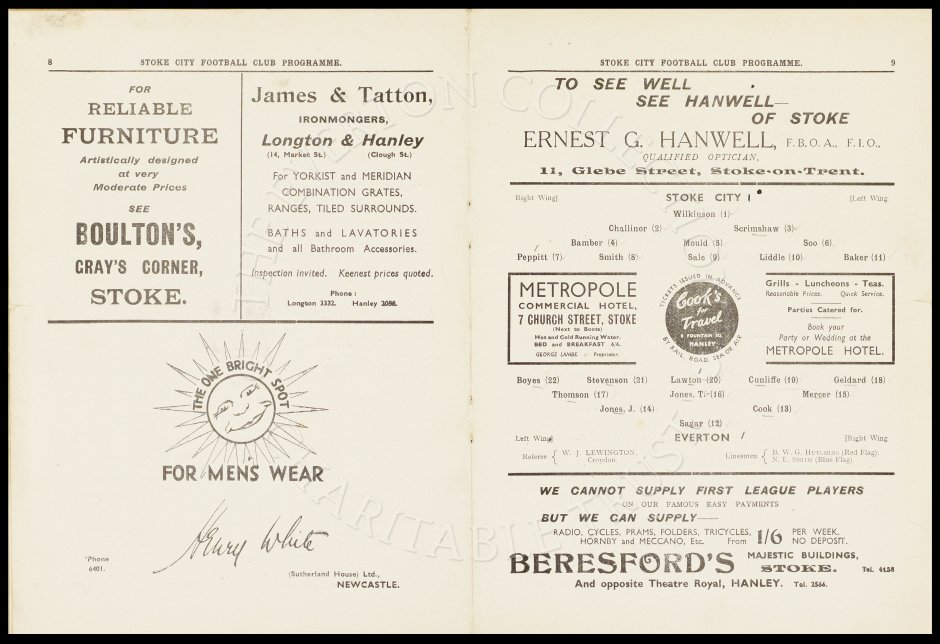 8
STOKE CITY FOOTBALL CLUB PROGRAMME.
FOR
RELIABLE
FURNITURE
Artistically designed
at very
Moderate Prices
SEE
BOULTON'S,
GRAY'S CORNER,
STOKE.
James & Tatton,
IRONMONGERS,
Longton & Hanley
(14, Market St.) (Clough St.)
For YORKIST and MERIDIAN
COMBINATION GRATES,
RANGES, TILED SURROUNDS.
BATHS and LAVATORIES
and all Bathroom Accessories.
Inspection invited. Keenest prices quoted.
Phone :
Longton 3332. Hanley 2098.
THE ONE BRIGHT SPOT
FOR MEN'S WEAR
Henry White
'Phone
6401.
(Sutherland House) Ltd.,
NEWCASTLE.
STOKE CITY FOOTBALL CLUB PROGRAMME.
9
TO SEE WELL
SEE HANWELL—
OF STOKE
ERNEST G. HANWELL, F.B.O.A., F.I.O.,
QUALIFIED OPTICIAN,
11, Glebe Street, Stoke-on-Trent.
Right Wing] STOKE CITY [Left Wing
Wilkinson (1)
Challinor (2) Scrimshaw (3)
Bamber (4) Mould (5) Soo (6)
Peppitt (7) Smith (8) Sale (9) Liddle (10) Baker (11)
METROPOLE
COMMERCIAL HOTEL,
7 CHURCH STREET, STOKE
(Next to Boots)
Hot and Cold Running Water.
BED and BREAKFAST 6/6.
GEORGE LAMBE :: Proprietor.
TICKETS ISSUED IN ADVANCE
Cook's
for
Travel
8 FOUNTAIN SQ.
HANLEY
BY RAIL, ROAD, SEA OR AIR
Grills - Luncheons - Teas.
Reasonable Prices. Quick Service.
Parties Catered for.
Book your
Party or Wedding at the
METROPOLE HOTEL.
Boyes (22) Stevenson (21) Lawton (20) Cunliffe (19) Geldard (18)
Thomson (17) Jones, T. (16) Mercer (15)
Jones, J. (14) Cook (13)
Sagar (12)
Left Wing] EVERTON [Right Wing
Referee { W. J. LEWINGTON, Croydon. Linesmen { B. W. G. HUTCHINS (Red Flag).
N. L. SMITH (Blue Flag).
WE CANNOT SUPPLY FIRST LEAGUE PLAYERS
ON OUR FAMOUS EASY PAYMENTS
BUT WE CAN SUPPLY—
RADIO, CYCLES, PRAMS, FOLDERS, TRICYCLES,
HORNBY and MECCANO, Etc. From 1/6 PER WEEK.
NO DEPOSIT.
BERESFORD'S MAJESTIC BUILDINGS,
STOKE. Tel. 4158
And opposite Theatre Royal, HANLEY. Tel. 2566.